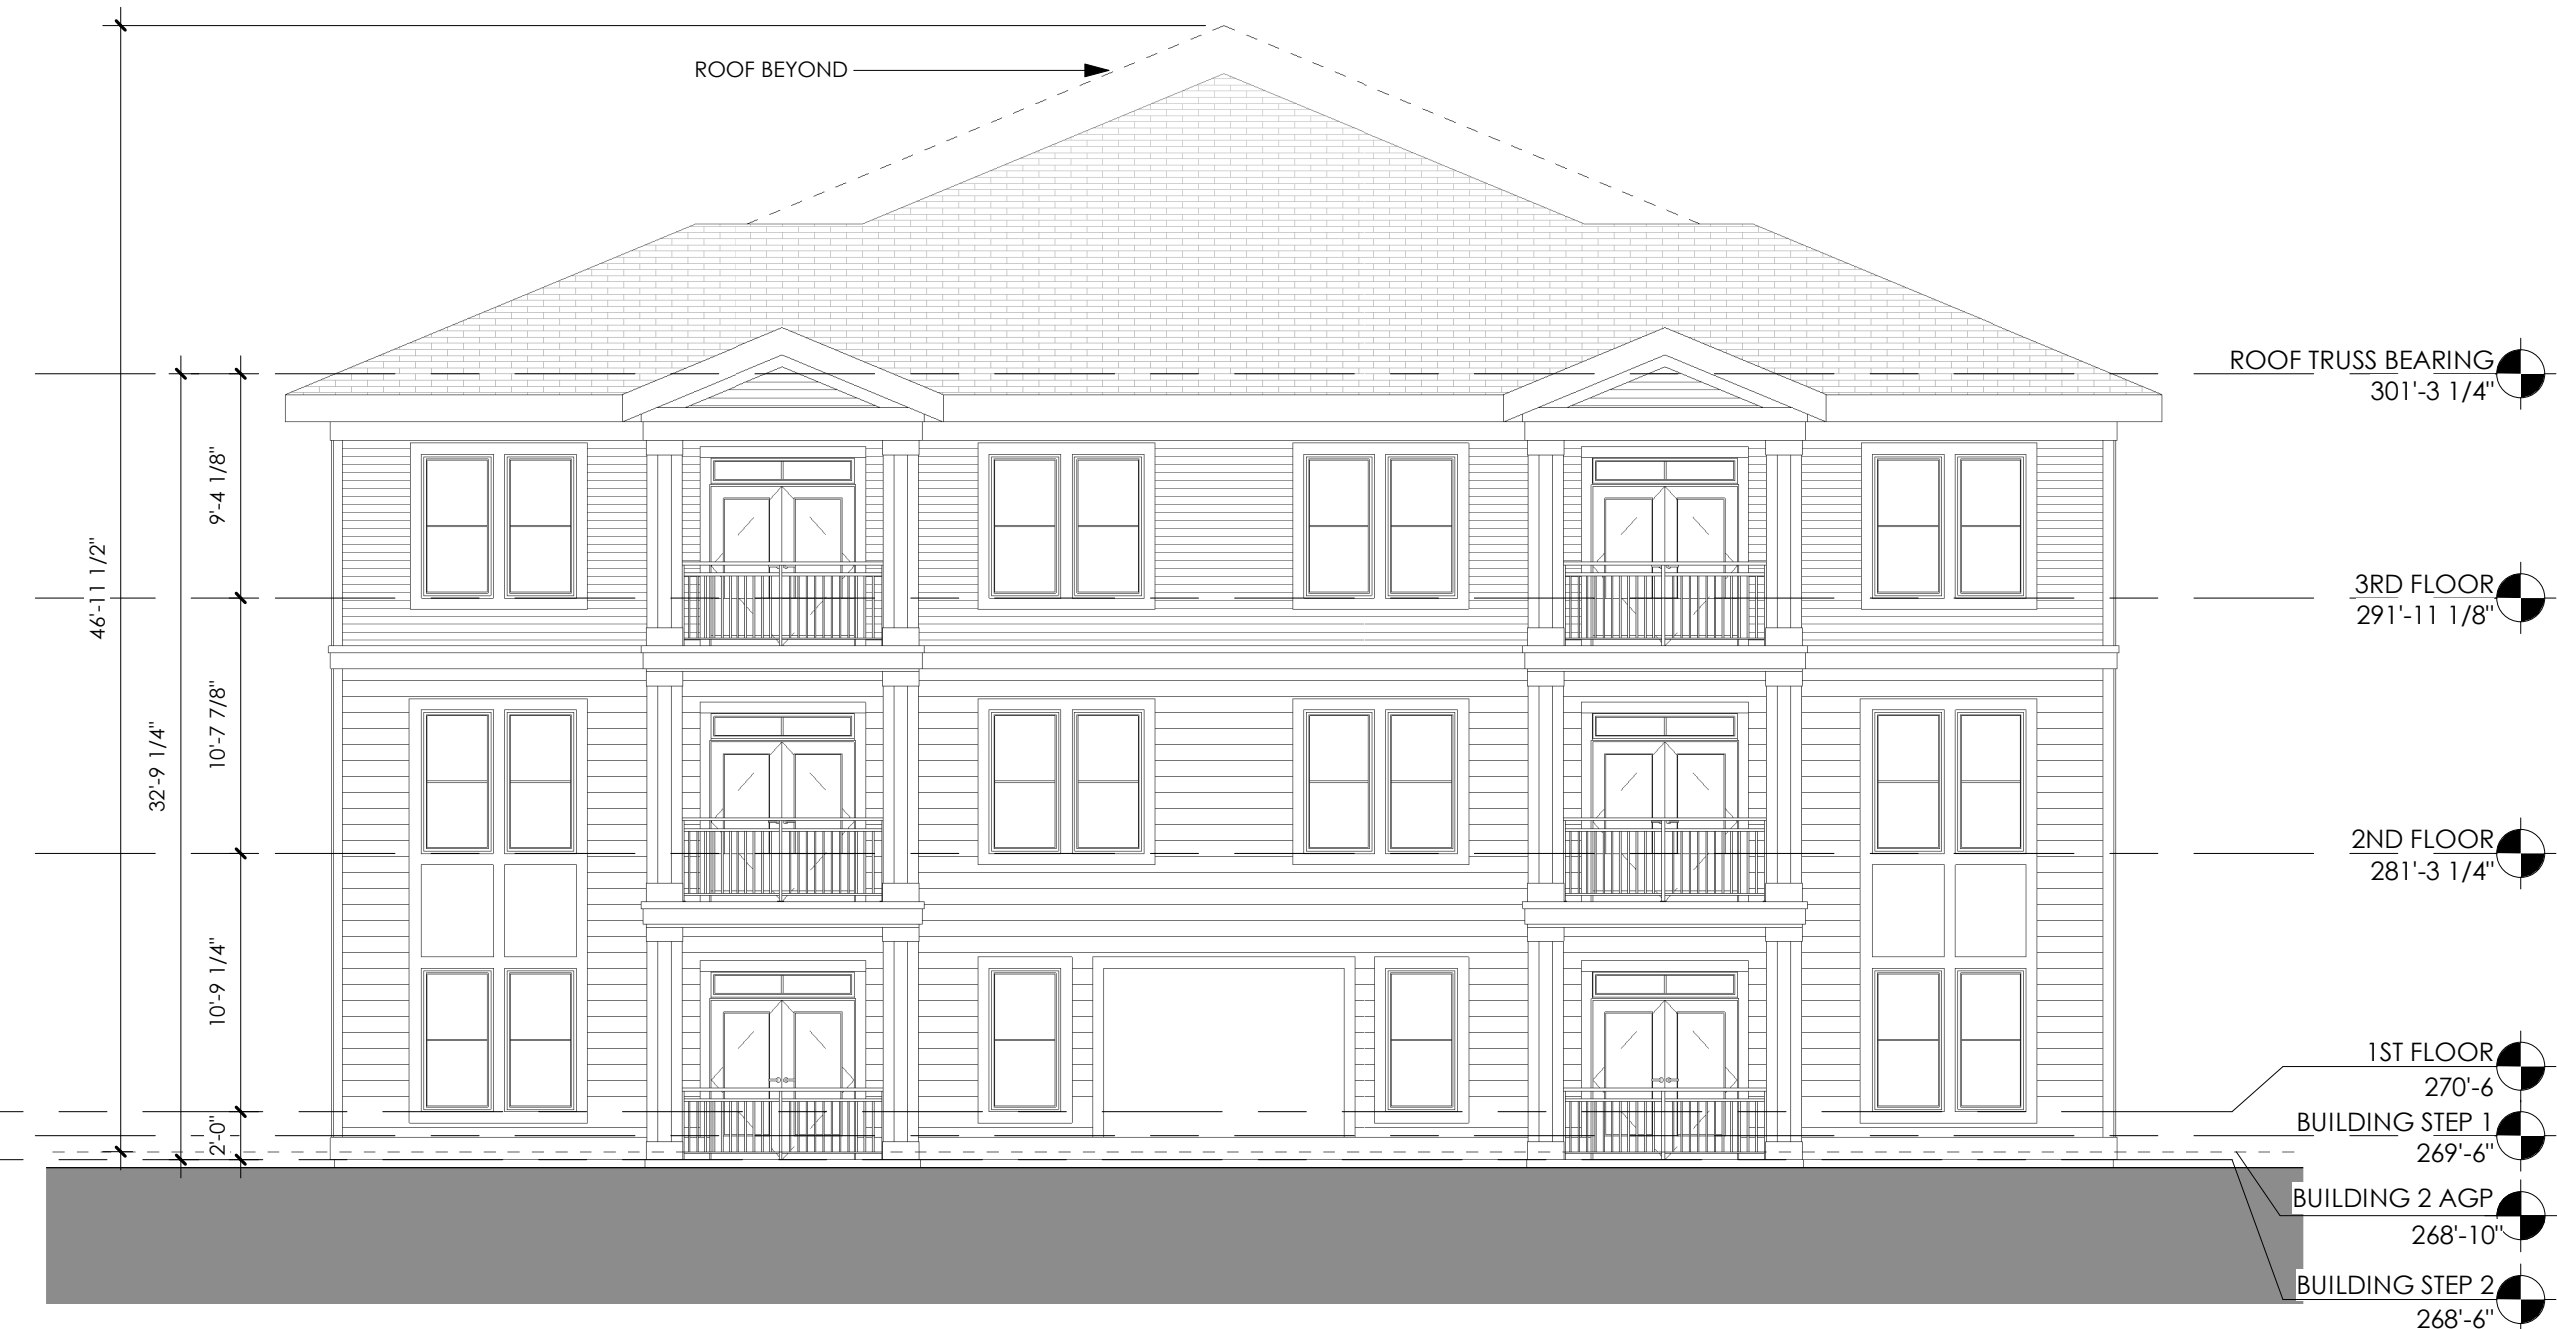 ROOF BEYOND
ROOF TRUSS BEARING
301'-3 1/4"
9'-4 1/8"
46'-11 1/2"
3RD FLOOR
291'-11 1/8"
10'-7 7/8"
32'-9 1/4"
2ND FLOOR
281'-3 1/4"
10'-9 1/4"
1ST FLOOR
270'-6
2'-0"
BUILDING STEP 1
269'-6"
BUILDING 2 AGP
268'-10"
BUILDING STEP 2
268'-6"